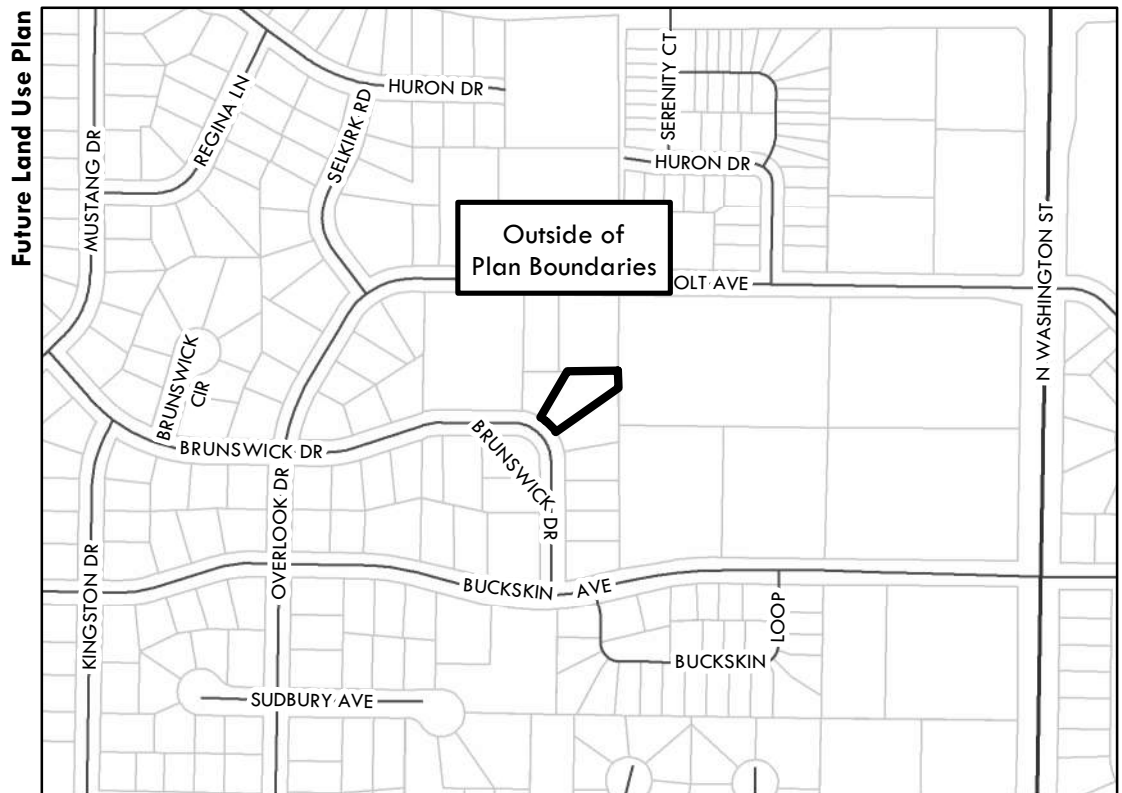 Future Land Use Plan
MUSTANG DR
REGINA LN
SELKIRK RD
HURON DR
SERENITY CT
HURON DR
N WASHINGTON ST
Outside of
Plan Boundaries
OLT AVE
BRUNSWICK
CIR
BRUNSWICK DR
BRUNSWICK DR
OVERLOOK DR
KINGSTON DR
BUCKSKIN AVE
BUCKSKIN LOOP
SUDBURY AVE